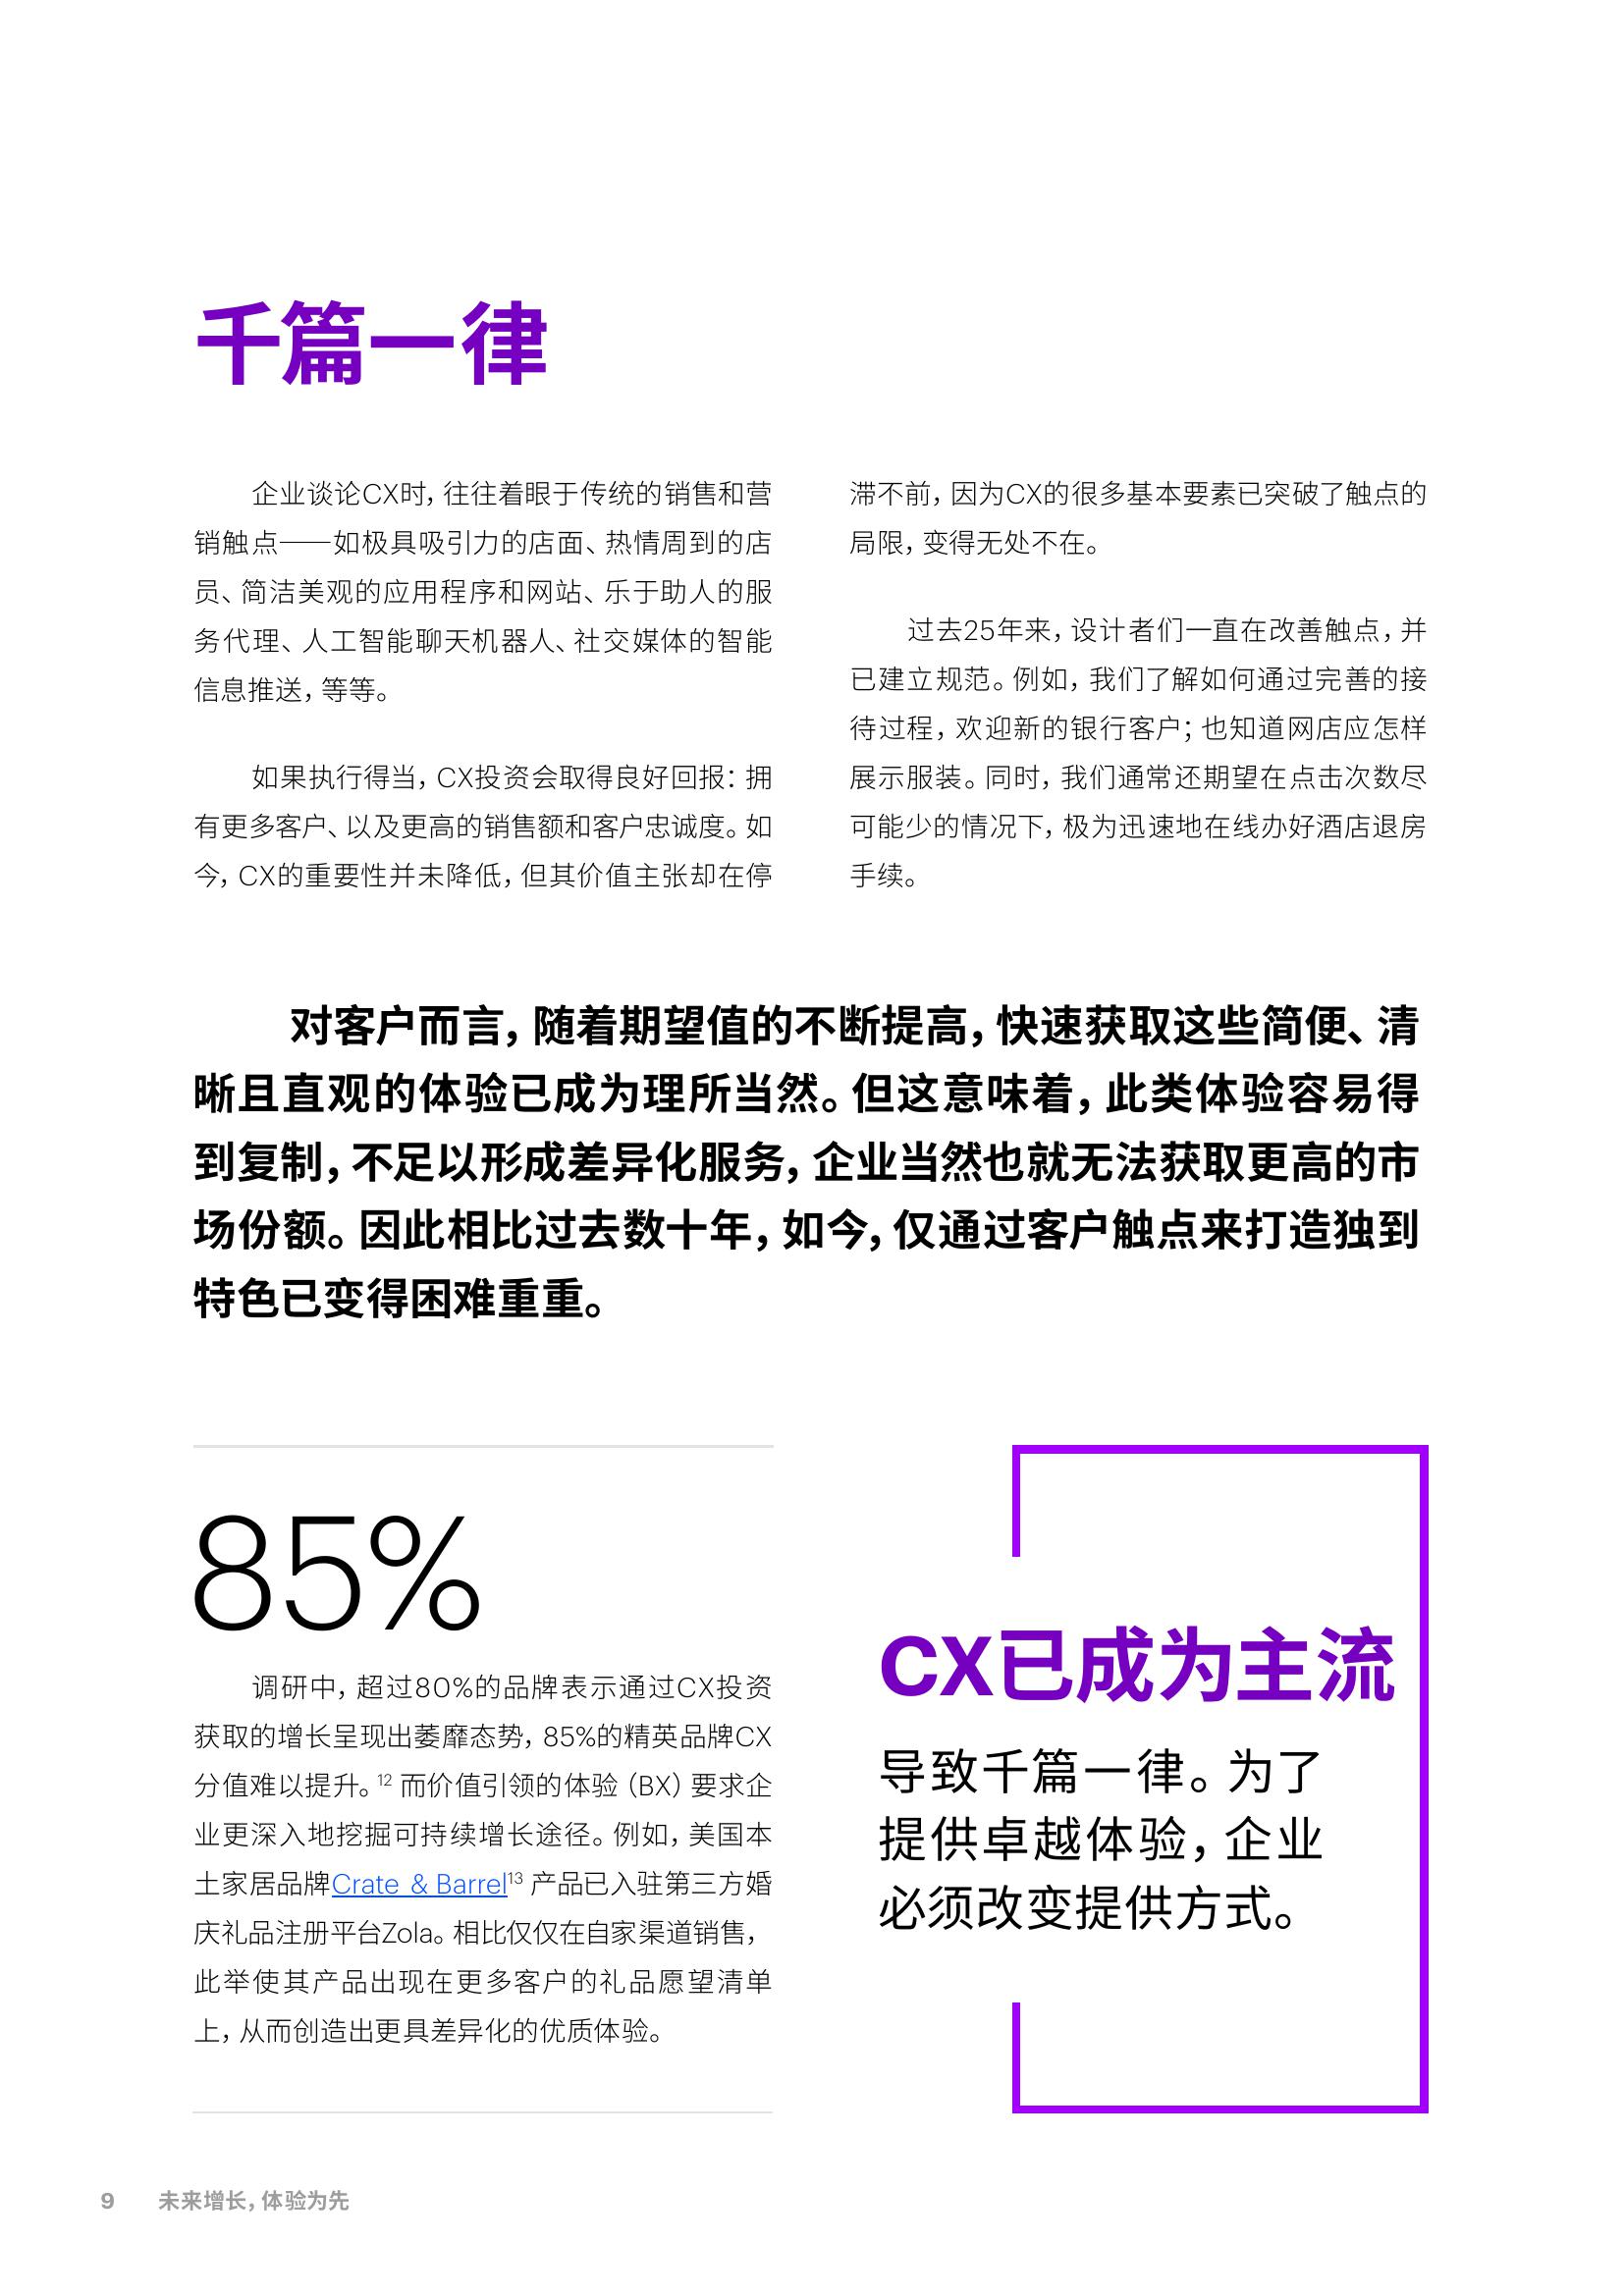 千篇一律
企业谈论CX时，往往着眼于传统的销售和营
销触点——如极具吸引力的店面、热情周到的店
员、简洁美观的应用程序和网站、乐于助人的服
务代理、人工智能聊天机器人、社交媒体的智能
信息推送，等等。
如果执行得当，CX投资会取得良好回报：拥
有更多客户、以及更高的销售额和客户忠诚度。如
今，CX的重要性并未降低，但其价值主张却在停
滞不前，因为CX的很多基本要素已突破了触点的
局限，变得无处不在。
过去25年来，设计者们一直在改善触点，并
已建立规范。例如，我们了解如何通过完善的接
待过程，欢迎新的银行客户；也知道网店应怎样
展示服装。同时，我们通常还期望在点击次数尽
可能少的情况下，极为迅速地在线办好酒店退房
手续。
对客户而言，随着期望值的不断提高，快速获取这些简便、清
晰且直观的体验已成为理所当然。但这意味着，此类体验容易得
到复制，不足以形成差异化服务，企业当然也就无法获取更高的市
场份额。因此相比过去数十年，如今，仅通过客户触点来打造独到
特色已变得困难重重。
85%
调研中，超过80%的品牌表示通过CX投资
获取的增长呈现出萎靡态势，85%的精英品牌CX
分值难以提升。12 而价值引领的体验（BX）要求企
业更深入地挖掘可持续增长途径。例如，美国本
土家居品牌Crate & Barrel13 产品已入驻第三方婚
庆礼品注册平台Zola。相比仅仅在自家渠道销售，
此举使其产品出现在更多客户的礼品愿望清单
上，从而创造出更具差异化的优质体验。
CX已成为主流
导致千篇一律。为了
提供卓越体验，企业
必须改变提供方式。
9 未来增长，体验为先